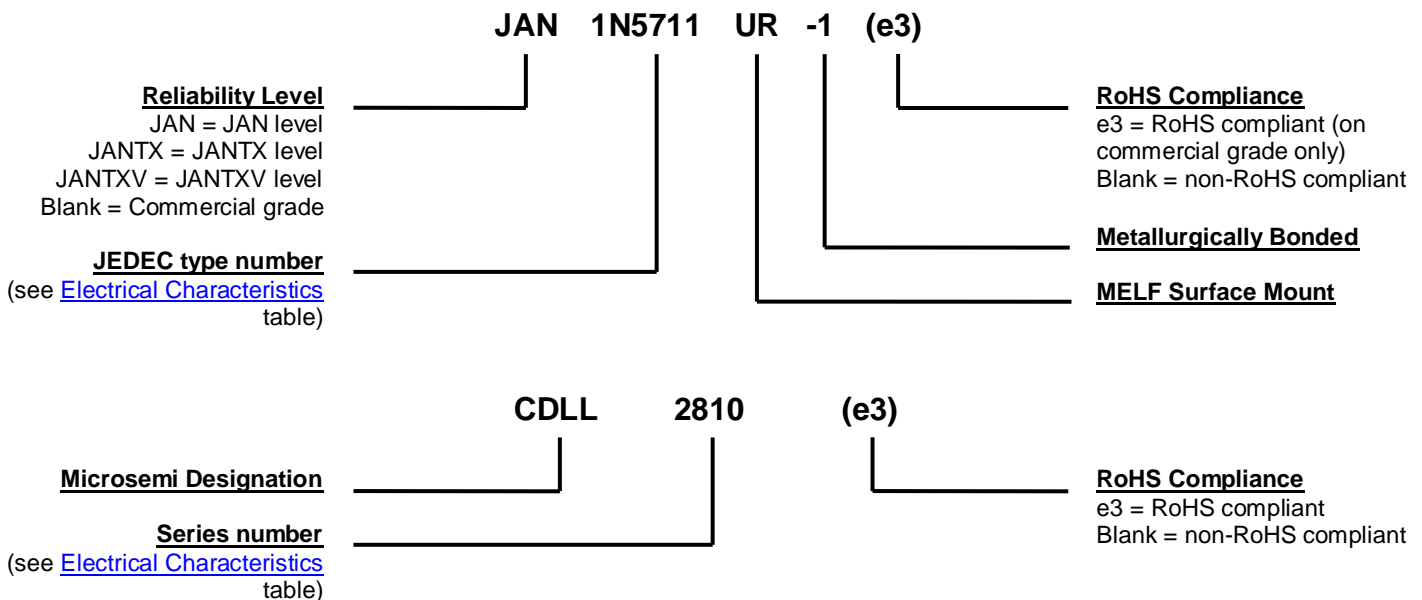 JAN 1N5711 UR -1 (e3)
Reliability Level
JAN = JAN level
JANTX = JANTX level
JANTXV = JANTXV level
Blank = Commercial grade
JEDEC type number
(see Electrical Characteristics
table)
RoHS Compliance
e3 = RoHS compliant (on
commercial grade only)
Blank = non-RoHS compliant
Metallurgically Bonded
MELF Surface Mount
CDLL 2810 (e3)
Microsemi Designation
Series number
(see Electrical Characteristics
table)
RoHS Compliance
e3 = RoHS compliant
Blank = non-RoHS compliant